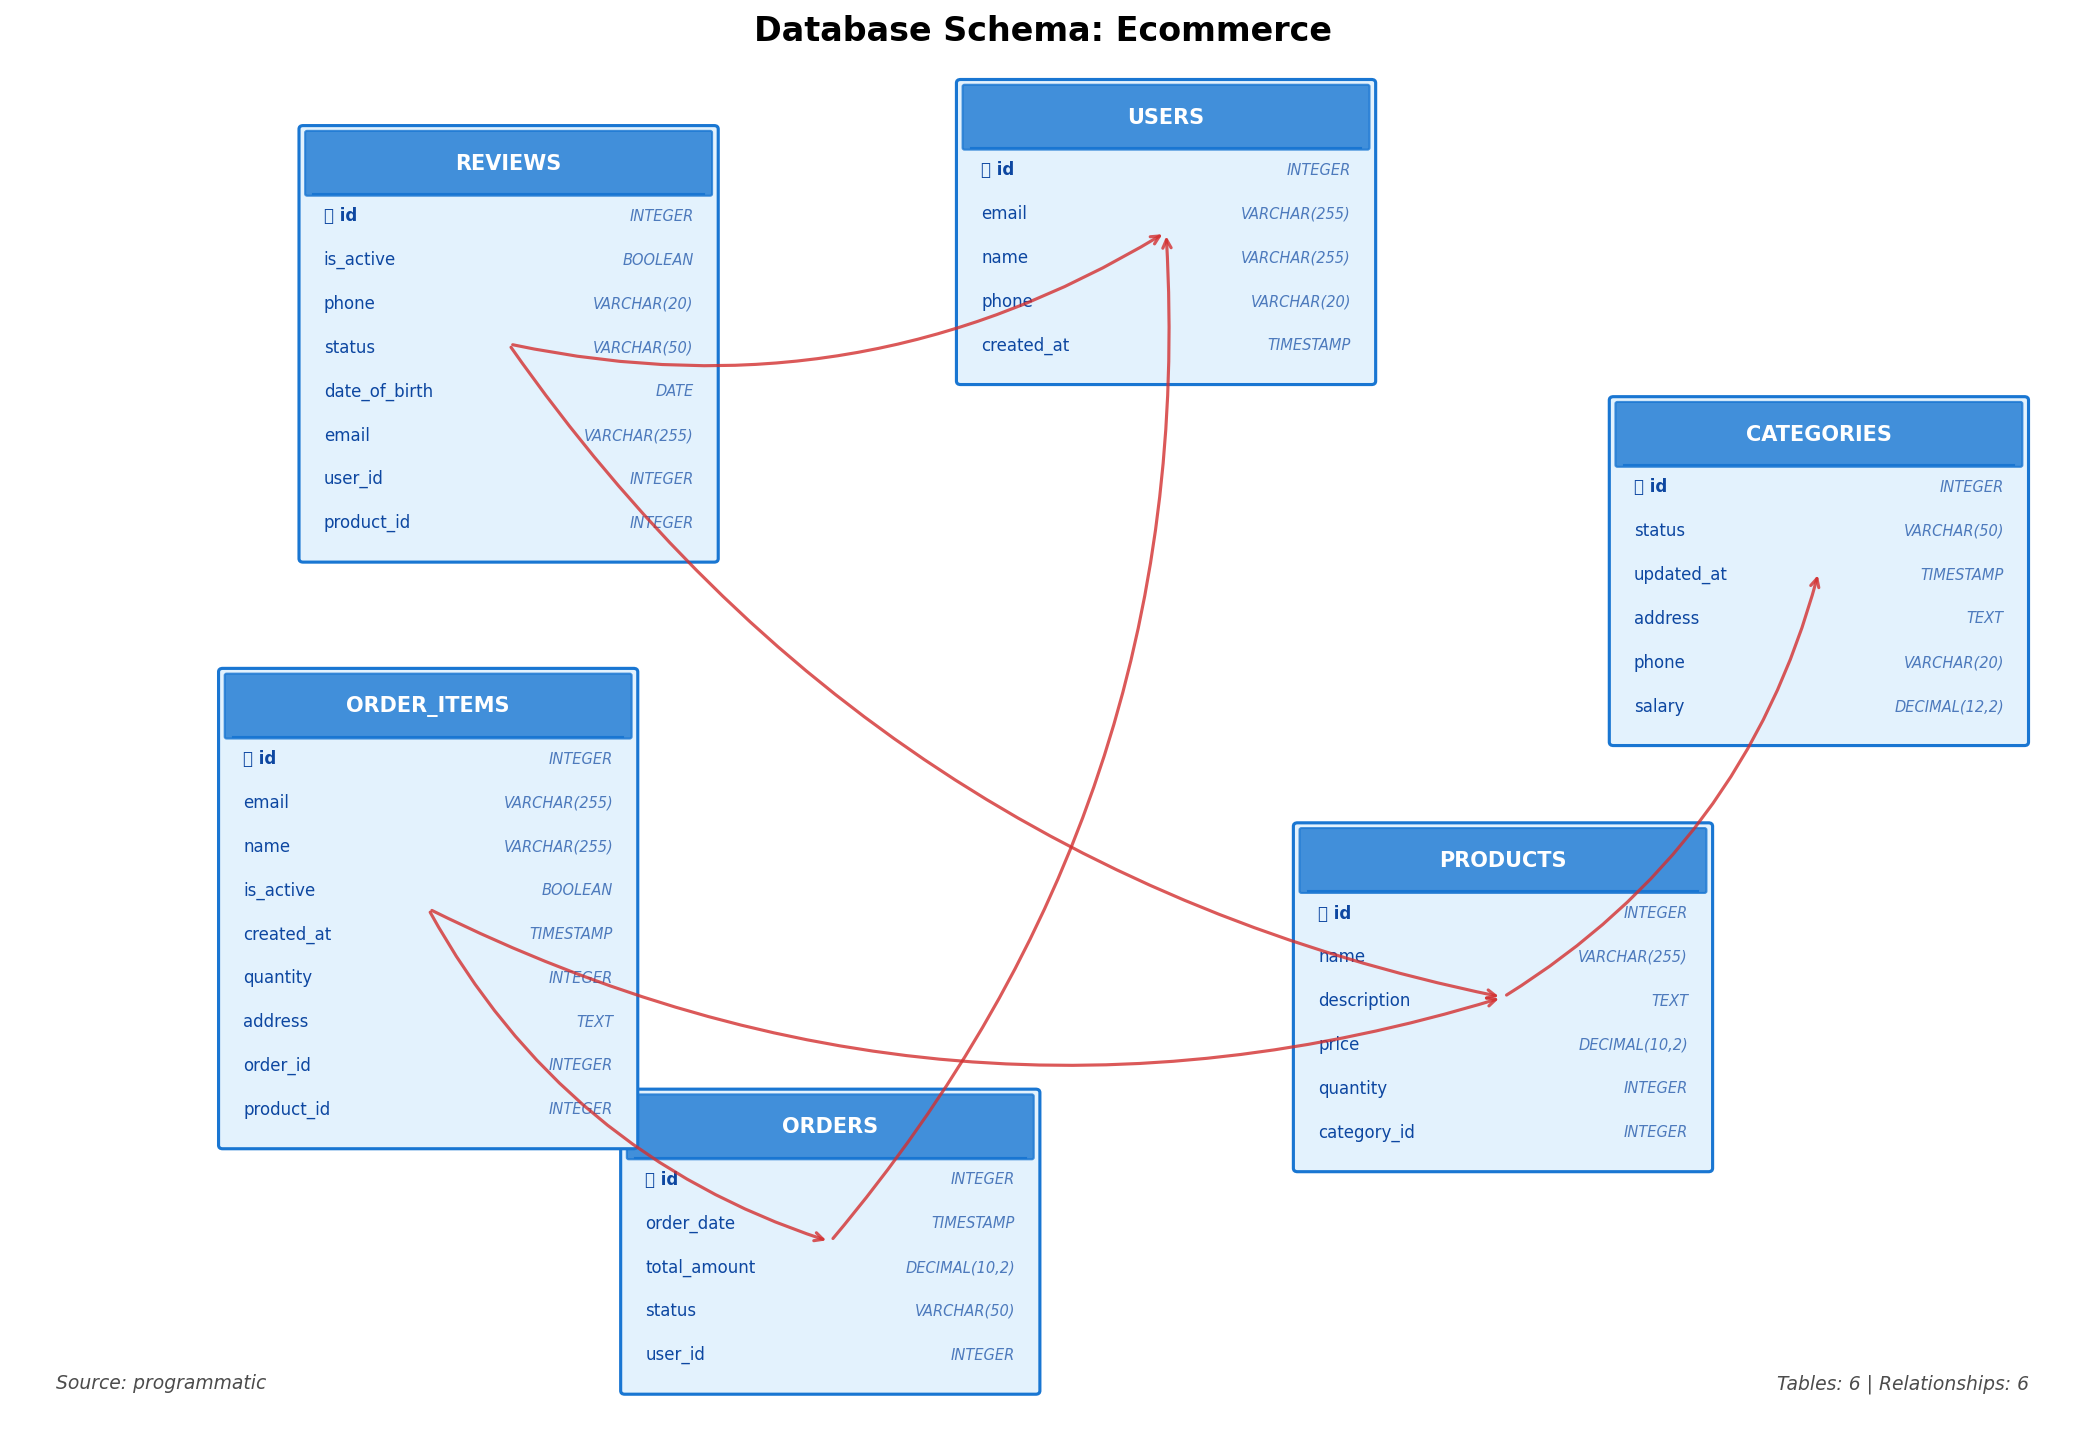 Database Schema: Ecommerce
USERS
id INTEGER
email VARCHAR(255)
name VARCHAR(255)
phone VARCHAR(20)
created_at TIMESTAMP
REVIEWS
id INTEGER
is_active BOOLEAN
phone VARCHAR(20)
status VARCHAR(50)
date_of_birth DATE
email VARCHAR(255)
user_id INTEGER
product_id INTEGER
CATEGORIES
id INTEGER
status VARCHAR(50)
updated_at TIMESTAMP
address TEXT
phone VARCHAR(20)
salary DECIMAL(12,2)
ORDER_ITEMS
id INTEGER
email VARCHAR(255)
name VARCHAR(255)
is_active BOOLEAN
created_at TIMESTAMP
quantity INTEGER
address TEXT
order_id INTEGER
product_id INTEGER
PRODUCTS
id INTEGER
name VARCHAR(255)
description TEXT
price DECIMAL(10,2)
quantity INTEGER
category_id INTEGER
ORDERS
id INTEGER
order_date TIMESTAMP
total_amount DECIMAL(10,2)
status VARCHAR(50)
user_id INTEGER
Source: programmatic
Tables: 6 | Relationships: 6